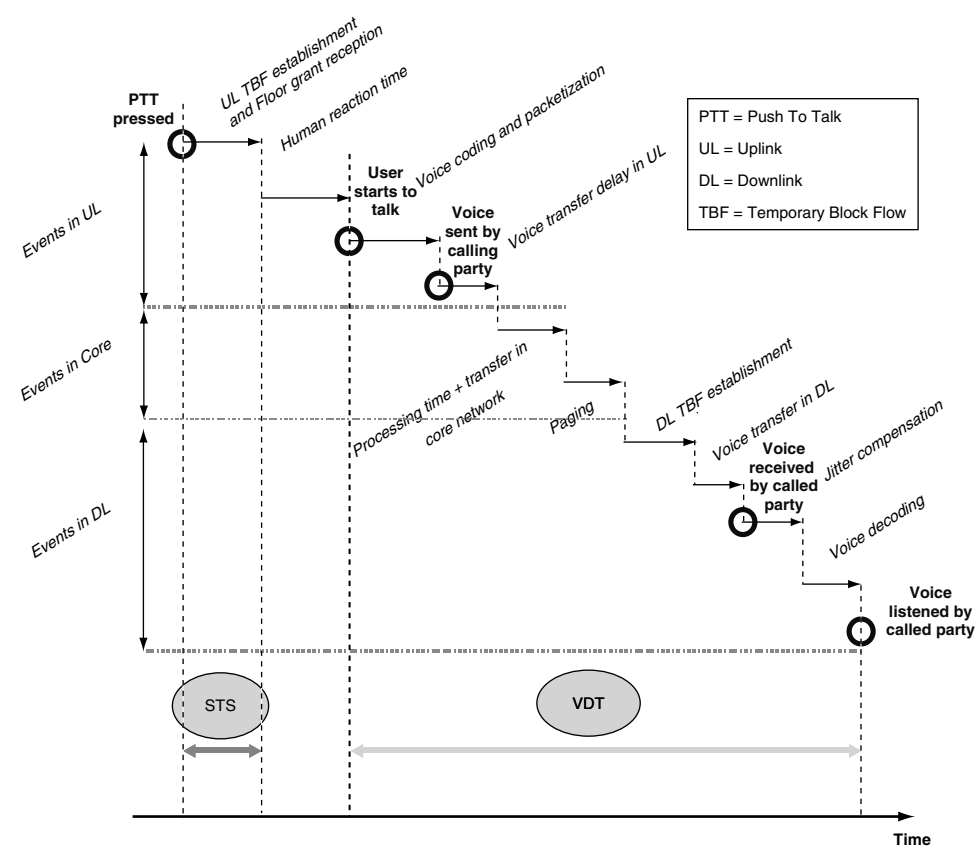 UL TBF establishment
and Floor grant reception
PTT
pressed
Human reaction time
Voice coding and packetization
User
starts to
talk
Voice
sent by
calling
party
Voice transfer delay in UL
PTT = Push To Talk
UL = Uplink
DL = Downlink
TBF = Temporary Block Flow
Events in UL
Events in Core
Events in DL
Processing time + transfer in
core network
Paging
DL TBF establishment
Voice transfer in DL
Voice
received
by called
party
Jitter compensation
Voice decoding
Voice
listened by
called party
STS
VDT
Time